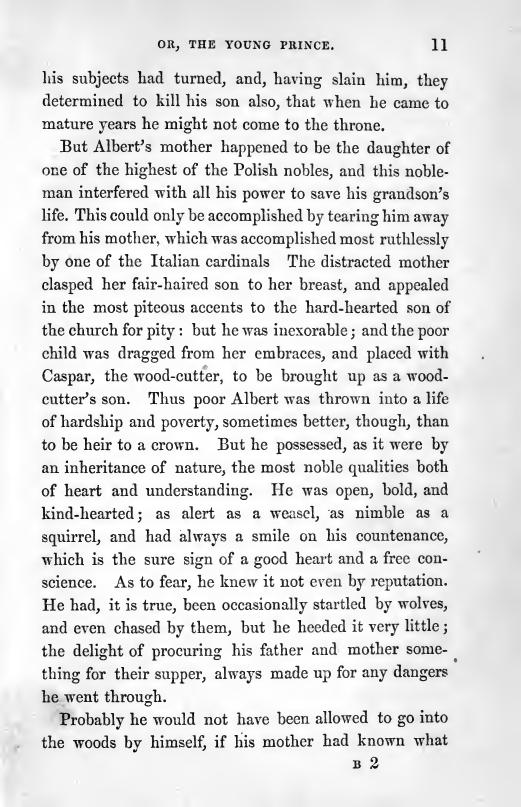 OR, THE YOUNG PRINCE. 11
his subjects had turned, and, having slain him, they
determined to kill his son also, that when he came to
mature years he might not come to the throne.
But Albert's mother happened to be the daughter of
one of the highest of the Polish nobles, and this noble-
man interfered with all his power to save his grandson's
life. This could only be accomplished by tearing him away
from his mother, which was accomplished most ruthlessly
by one of the Italian cardinals The distracted mother
clasped her fair-haired son to her breast, and appealed
in the most piteous accents to the hard-hearted son of
the church for pity : but he was inexorable ; and the poor
child was dragged from her embraces, and placed with
Caspar, the wood-cutter, to be brought up as a wood-
cutter's son. Thus poor Albert was thrown into a life
of hardship and poverty, sometimes better, though, than
to be heir to a crown. But he possessed, as it were by
an inheritance of nature, the most noble qualities both
of heart and understanding. He was open, bold, and
kind-hearted ; as alert as a weasel, as nimble as a
squirrel, and had always a smile on his countenance,
which is the sure sign of a good heart and a free con-
science. As to fear, he knew it not even by reputation.
He had, it is true, been occasionally startled by wolves,
and even chased by them, but he heeded it very little ;
the delight of procuring his father and mother some-
thing for their supper, always made up for any dangers
he went through.
Probably he would not have been allowed to go into
the woods by himself, if his mother had known what
B 2